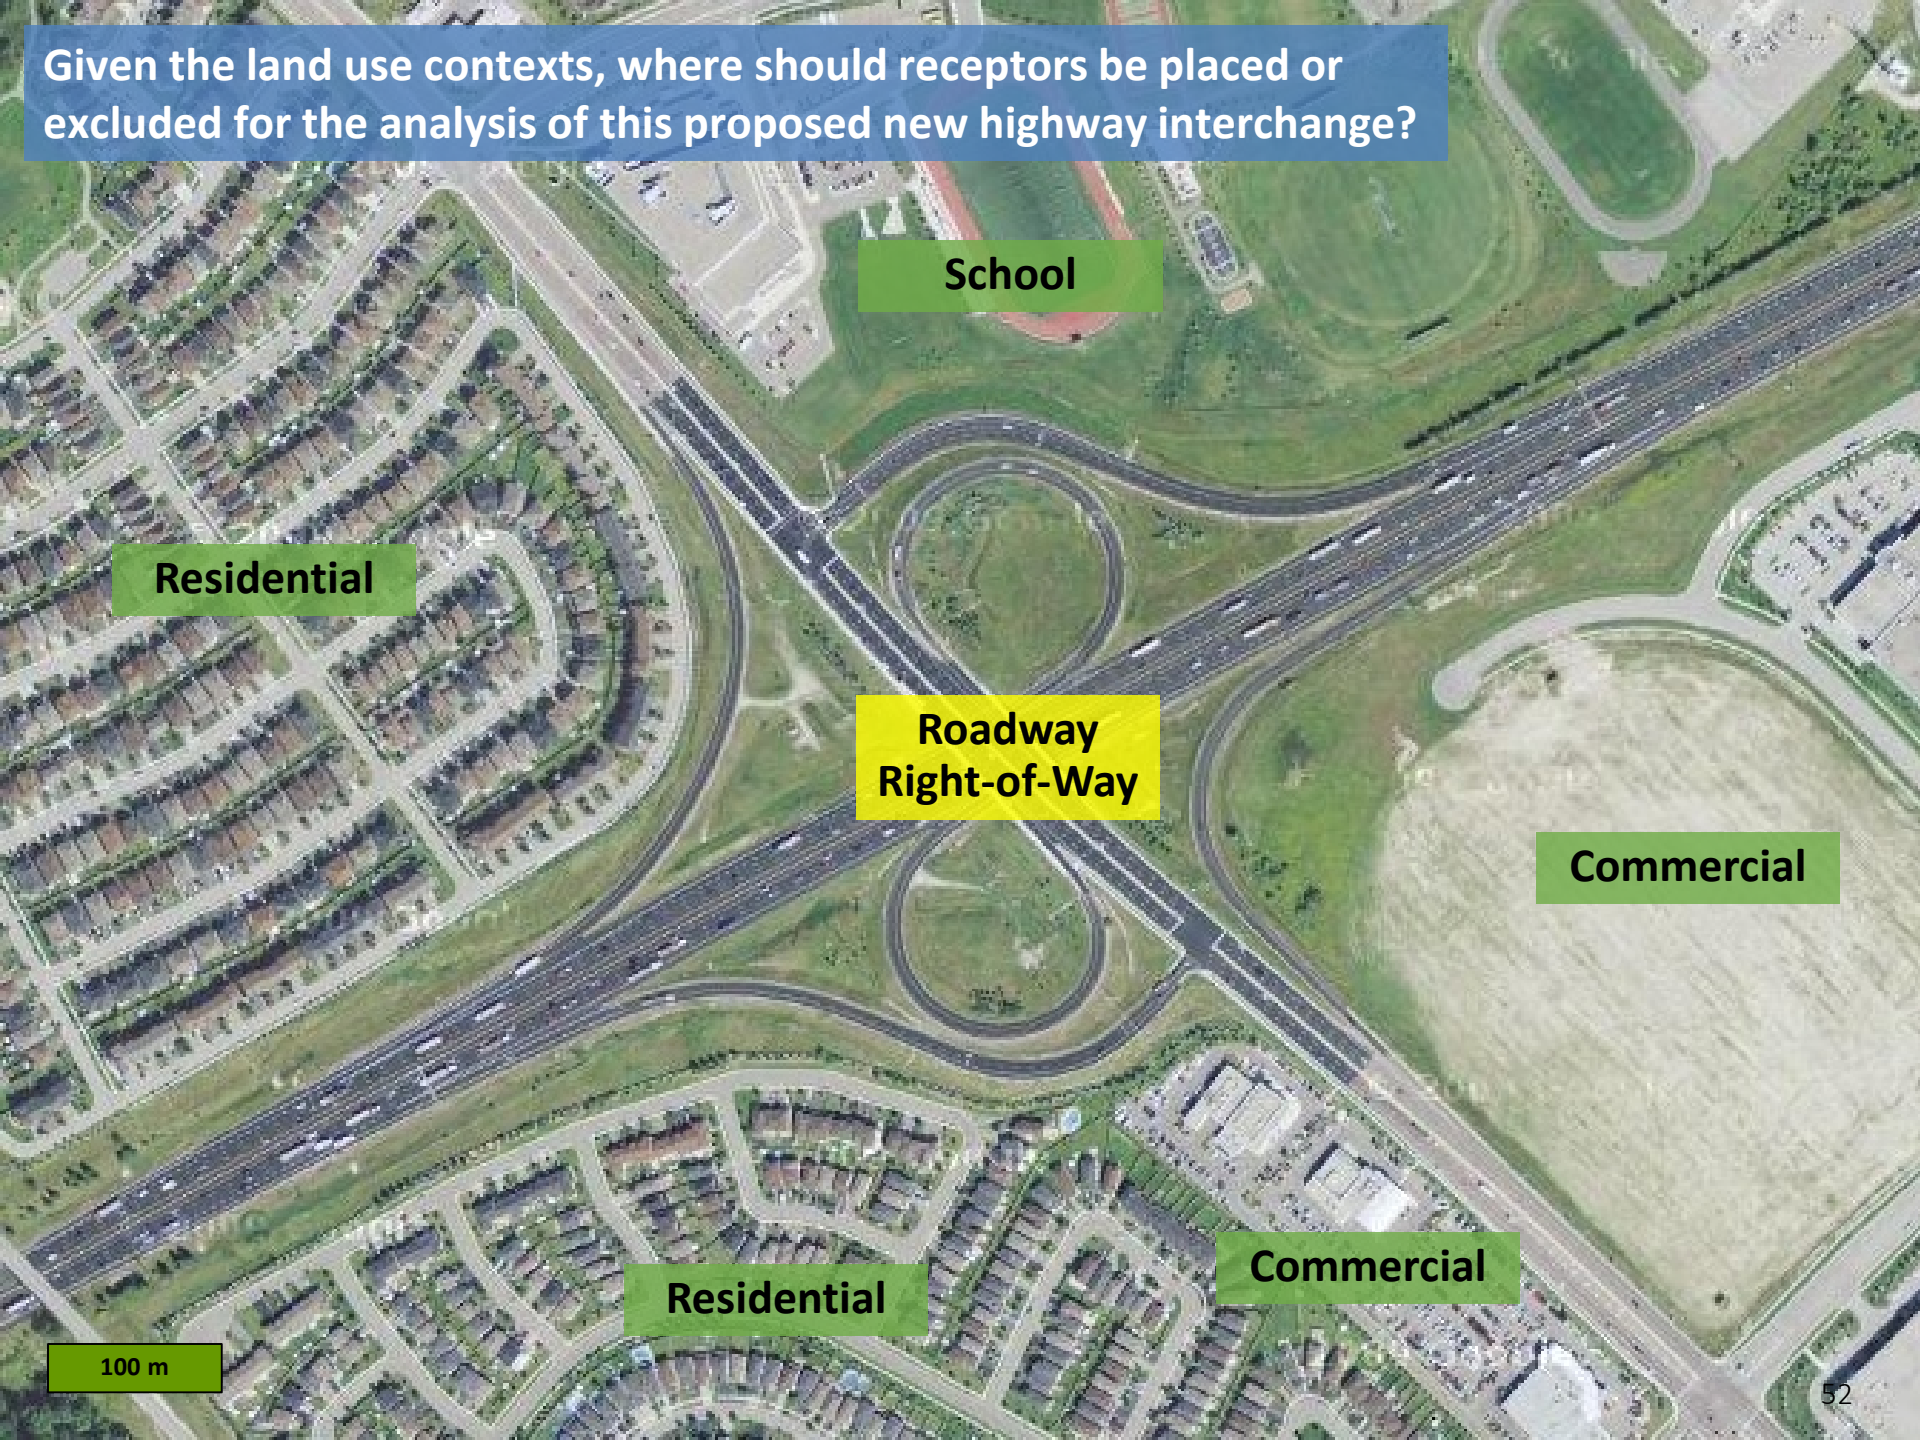 Given the land use contexts, where should receptors be placed or
excluded for the analysis of this proposed new highway interchange?
School
Residential
Roadway
Right-of-Way
Commercial
Commercial
Residential
100 m
52